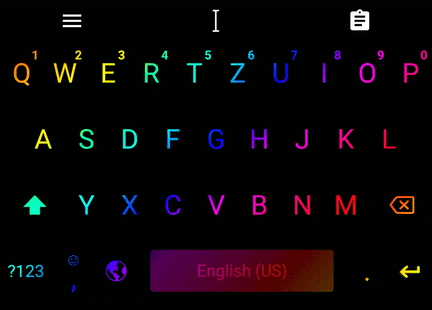 1 2 3 4 5 6 7 8 9 0
Q W E R T Z U I O P
A S D F G H J K L
Y X C V B N M
?123 , English (US) .